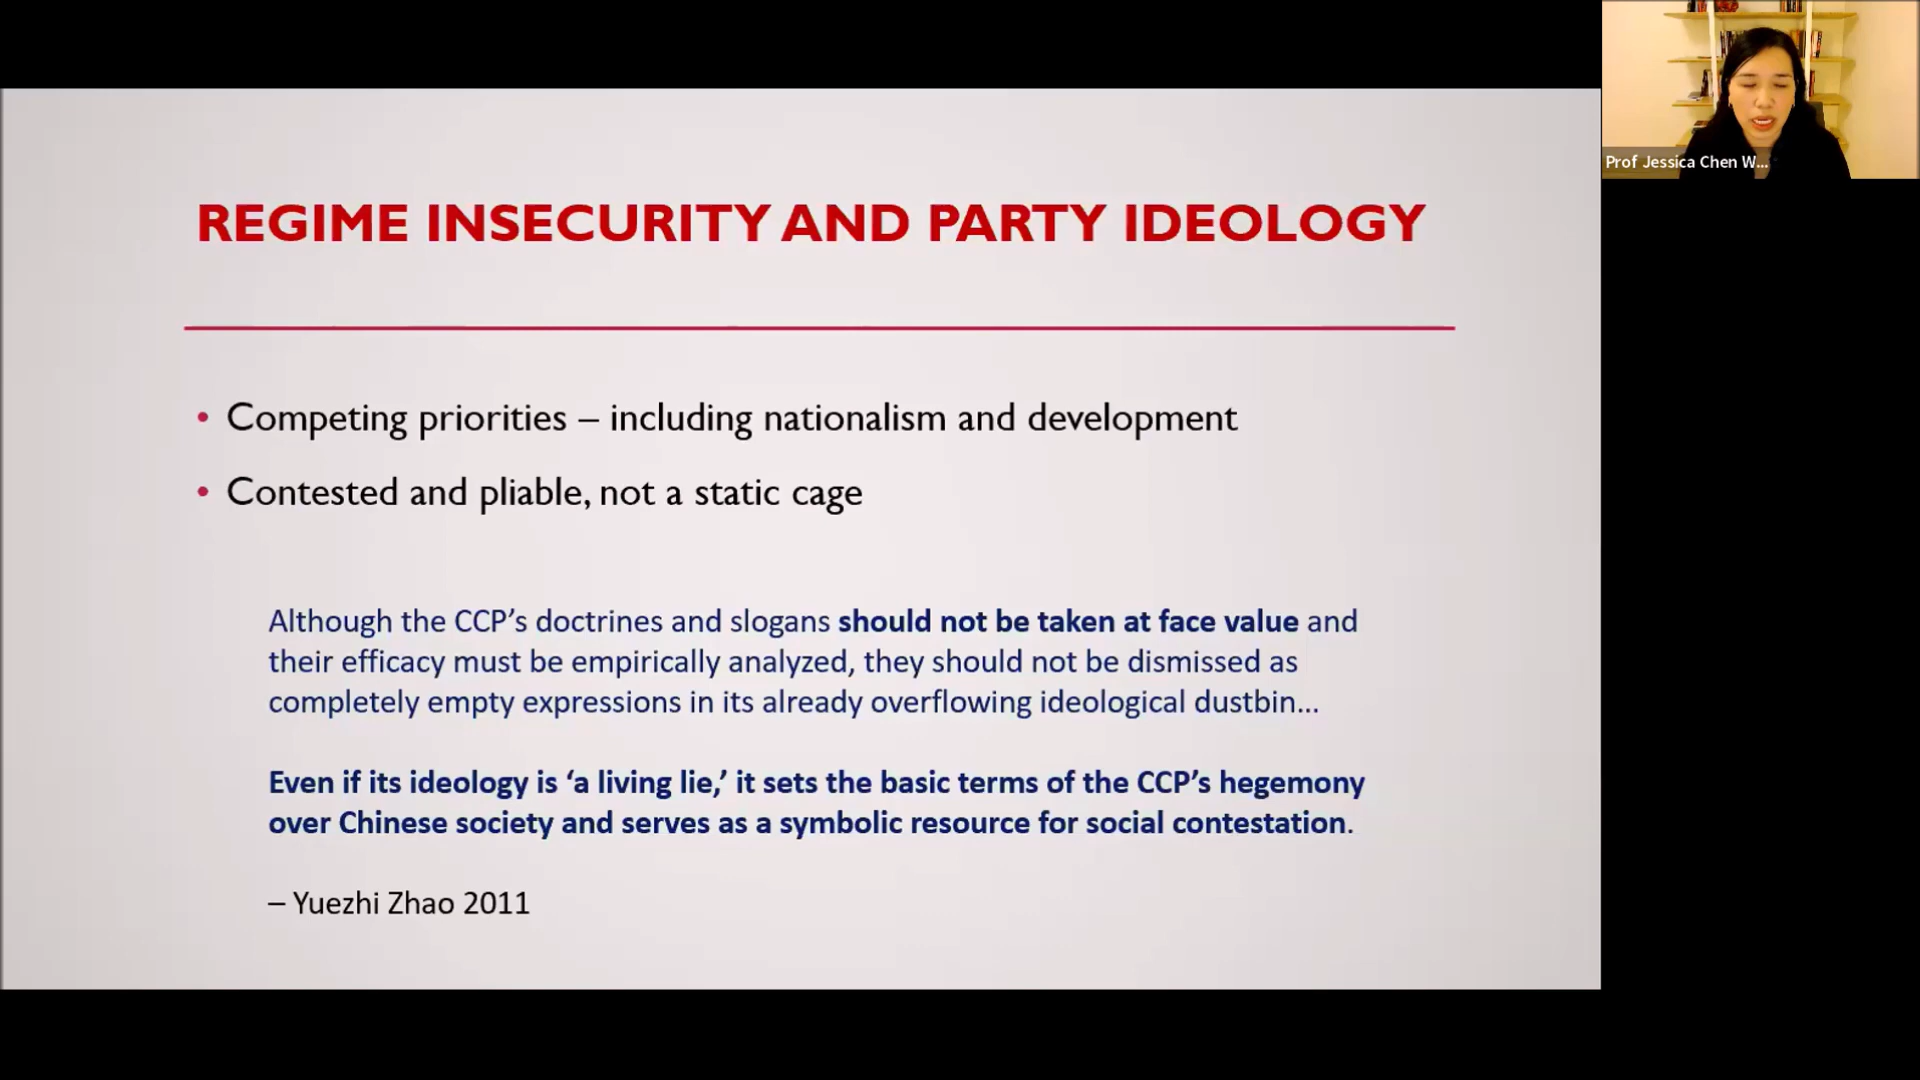 Prof Jessica Chen W...
REGIME INSECURITY AND PARTY IDEOLOGY
• Competing priorities – including nationalism and development
• Contested and pliable, not a static cage
Although the CCP’s doctrines and slogans should not be taken at face value and
their efficacy must be empirically analyzed, they should not be dismissed as
completely empty expressions in its already overflowing ideological dustbin...
Even if its ideology is ‘a living lie,’ it sets the basic terms of the CCP’s hegemony
over Chinese society and serves as a symbolic resource for social contestation.
– Yuezhi Zhao 2011